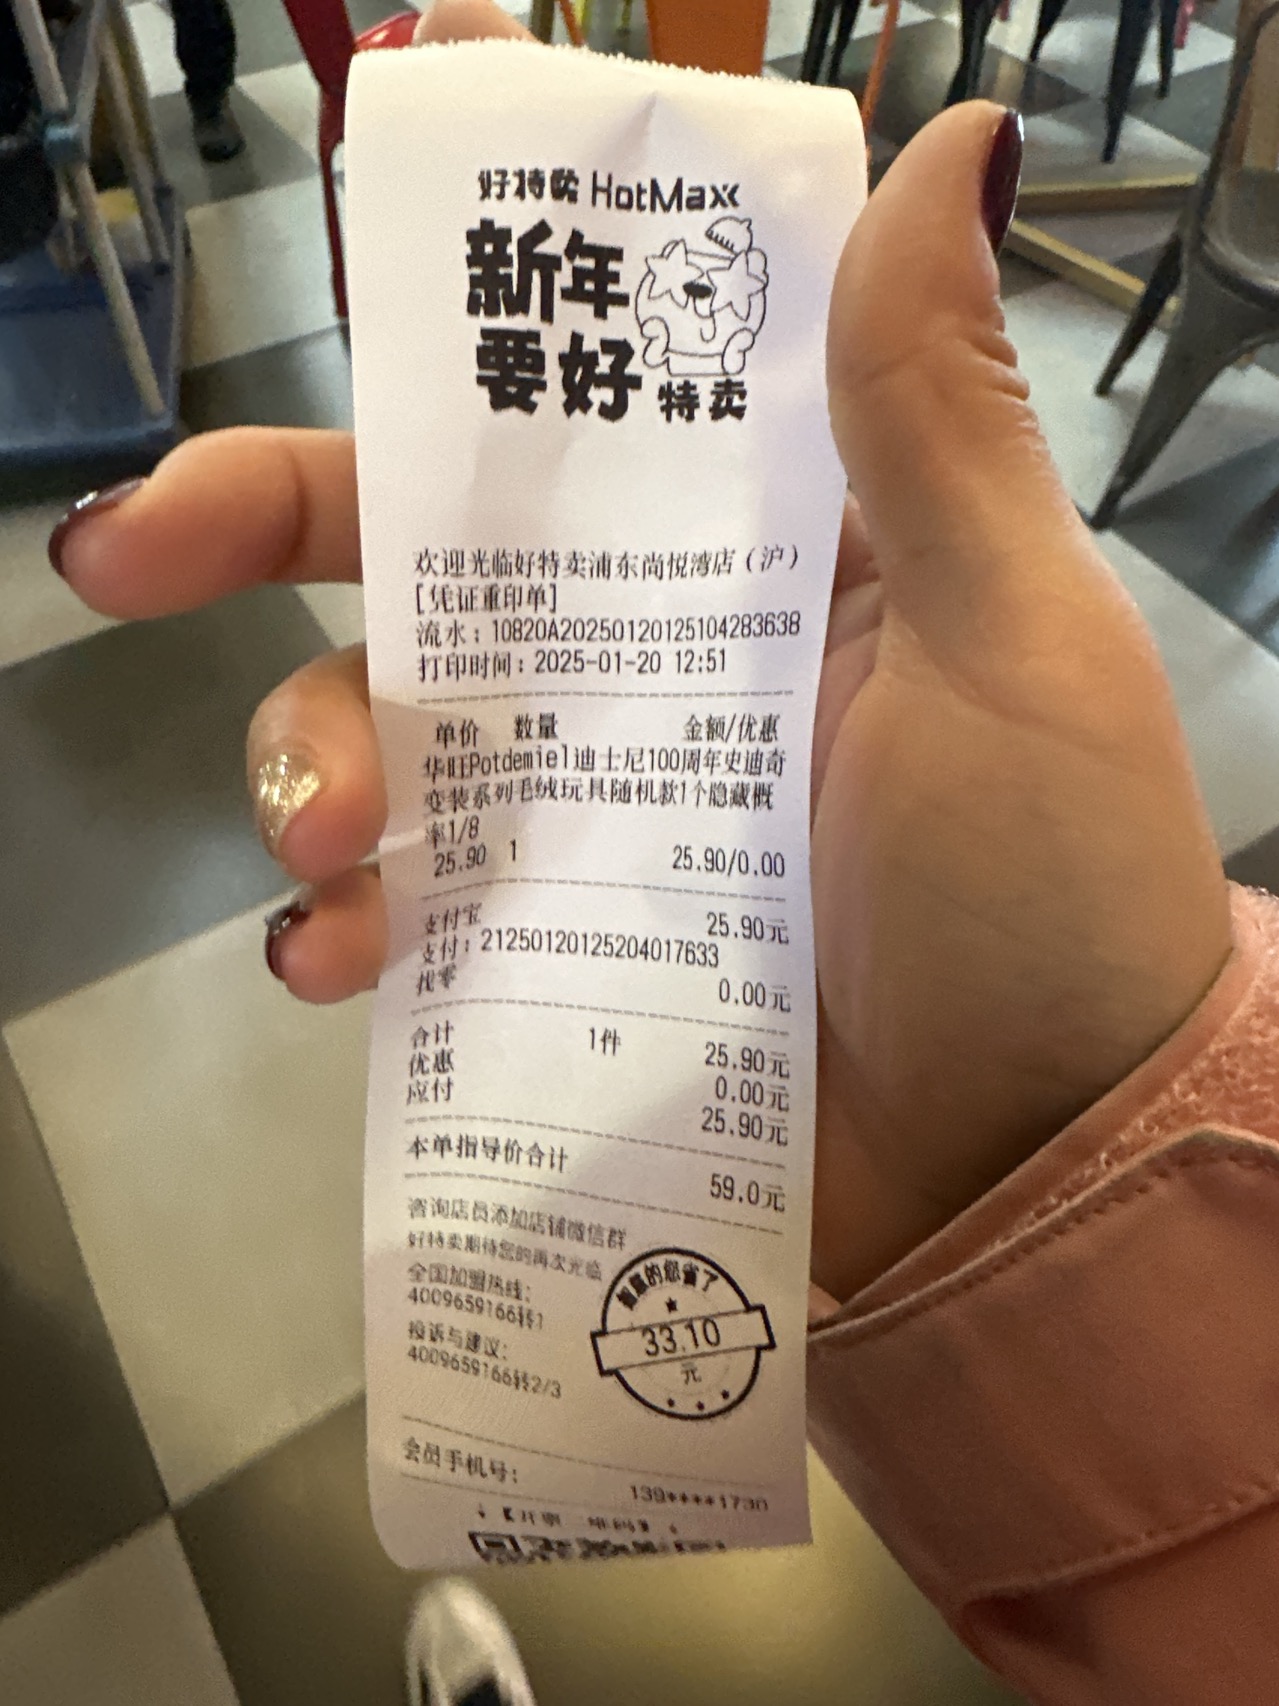 好特卖 HotMaxx
新年
要好特卖
欢迎光临好特卖浦东尚悦湾店（沪）
[凭证重印单]
流水：10820A20250120125104283638
打印时间：2025-01-20 12:51
单价 数量 金额/优惠
华旺Potdemiel迪士尼100周年史迪奇
变装系列毛绒玩具随机款1个隐藏概
率1/8
25.90 1 25.90/0.00
支付宝 25.90元
支付：21250120125204017633
找零 0.00元
合计 1件 25.90元
优惠 0.00元
应付 25.90元
本单指导价合计 59.0元
咨询店员添加店铺微信群
好特卖期待您的再次光临
全国加盟热线：
4009659166转1
投诉与建议：
4009659166转2/3
的您省了
33.10
元
会员手机号：
139****1730